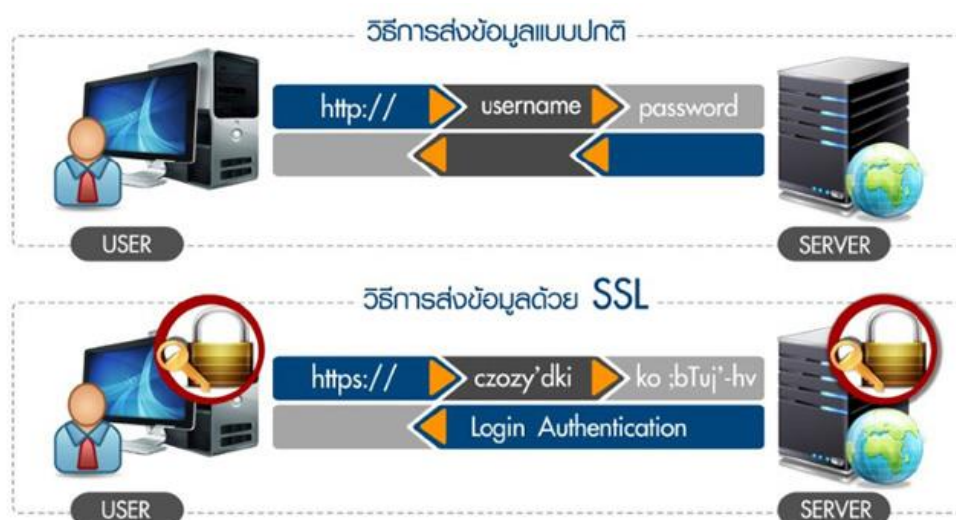 วิธีการส่งข้อมูลแบบปกติ
http:// username password
USER SERVER
วิธีการส่งข้อมูลด้วย SSL
https:// czozy'dki ko ;bTuj'-hv
Login Authentication
USER SERVER